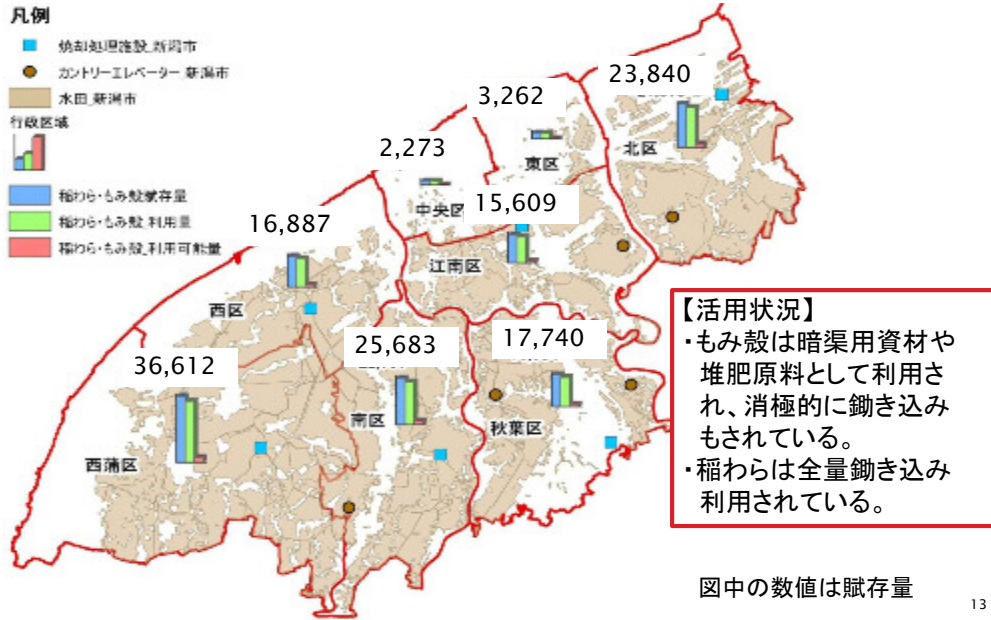 凡例
焼却処理施設_新潟市
カントリーエレベーター_新潟市
水田_新潟市
行政区域
稲わら・もみ殻賦存量
稲わら・もみ殻_利用量
稲わら・もみ殻_利用可能量
23,840
3,262
北区
2,273
東区
中央区
15,609
16,887
江南区
西区
36,612
25,683
17,740
南区
秋葉区
西蒲区
【活用状況】
・もみ殻は暗渠用資材や
堆肥原料として利用さ
れ、消極的に鋤き込み
もされている。
・稲わらは全量鋤き込み
利用されている。
図中の数値は賦存量
13